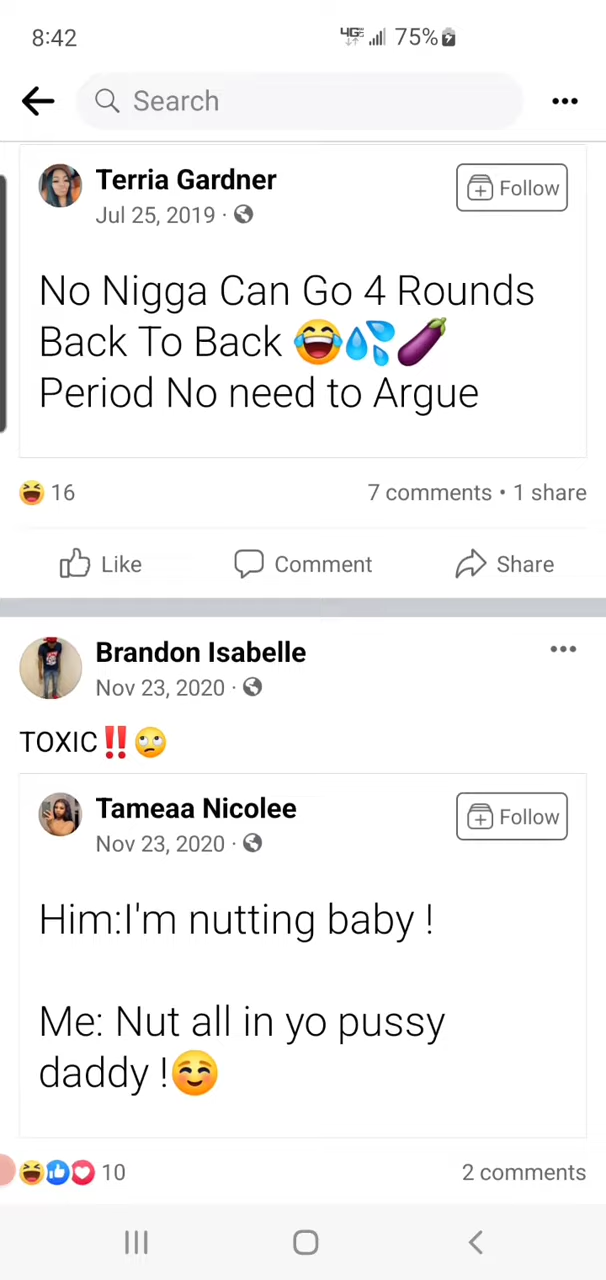 8:42
4GE 75%
Search
Terria Gardner
Follow
Jul 25, 2019
No Nigga Can Go 4 Rounds
Back To Back 😂💦🍆
Period No need to Argue
16
7 comments • 1 share
Like
Comment
Share
Brandon Isabelle
Nov 23, 2020
TOXIC‼️🙄
Tameaa Nicolee
Follow
Nov 23, 2020
Him:I'm nutting baby !
Me: Nut all in yo pussy
daddy !☺️
10
2 comments